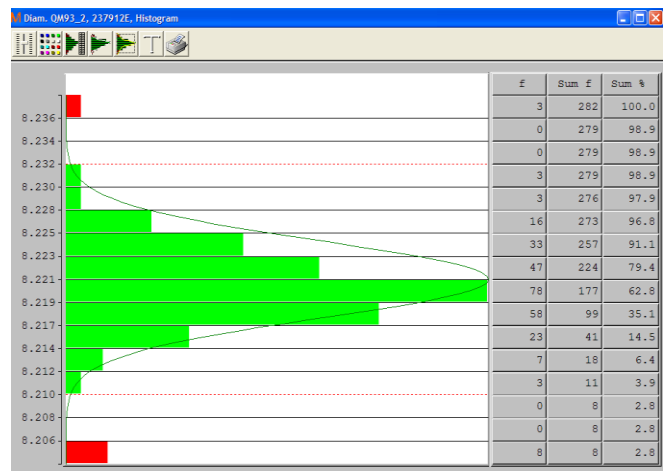 Diam. QM93_2, 237912E, Histogram
T
f Sum f Sum %
3 282 100.0
8.236
0 279 98.9
8.234
0 279 98.9
8.232
3 279 98.9
8.230
3 276 97.9
8.228
16 273 96.8
8.225
33 257 91.1
8.223
47 224 79.4
8.221
78 177 62.8
8.219
58 99 35.1
8.217
23 41 14.5
8.214
7 18 6.4
8.212
3 11 3.9
8.210
0 8 2.8
8.208
0 8 2.8
8.206
8 8 2.8